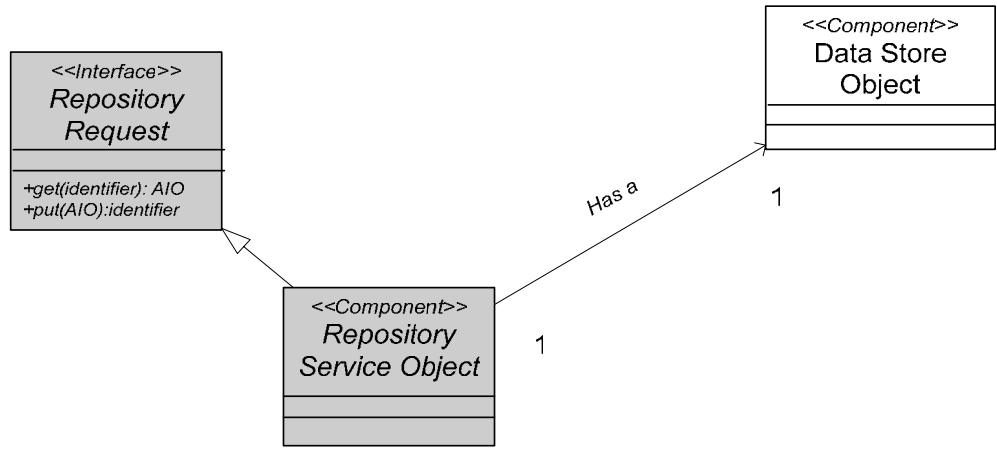 <<Interface>>
Repository
Request
+get(identifier): AIO
+put(AIO):identifier
<<Component>>
Data Store
Object
Has a
1
1
<<Component>>
Repository
Service Object